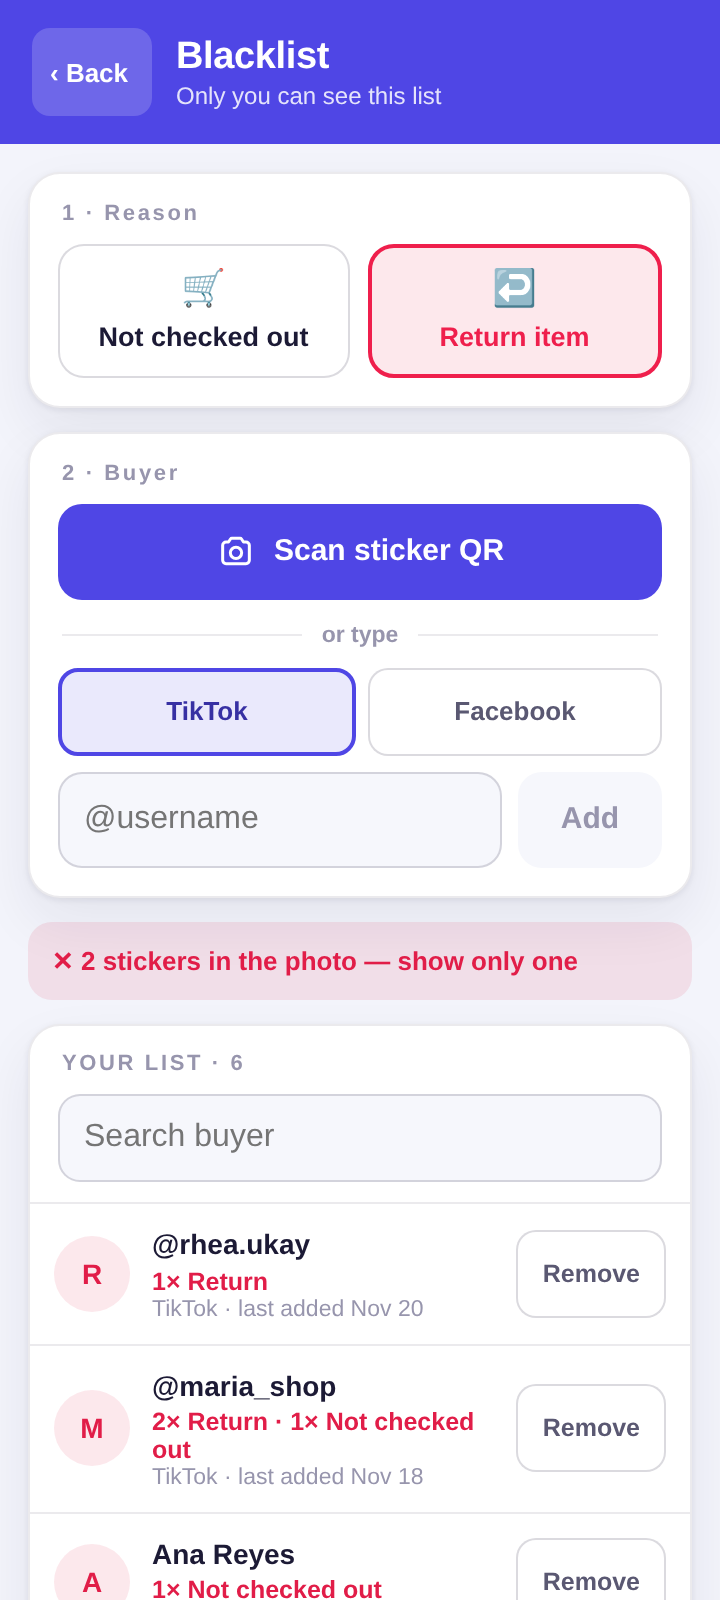 ‹ Back
Blacklist
Only you can see this list
1 · Reason
Not checked out
Return item
2 · Buyer
Scan sticker QR
or type
TikTok
Facebook
@username
Add
✕ 2 stickers in the photo — show only one
YOUR LIST · 6
Search buyer
R
@rhea.ukay
1× Return
TikTok · last added Nov 20
Remove
M
@maria_shop
2× Return · 1× Not checked
out
TikTok · last added Nov 18
Remove
A
Ana Reyes
1× Not checked out
Remove